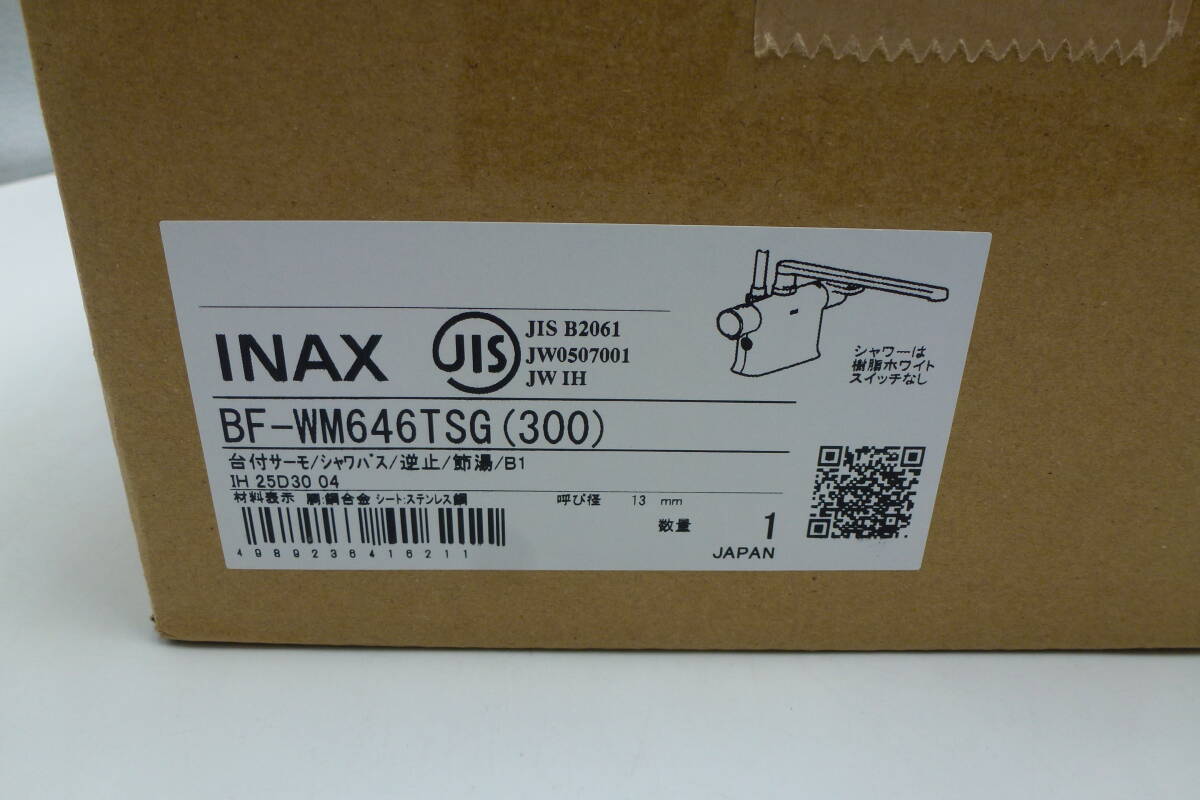 INAX
JIS
JIS B2061
JW0507001
JW IH
シャワーは
樹脂ホワイト
スイッチなし
BF-WM646TSG(300)
台付サーモ/シャワバス/逆止/節湯/B1
IH 25D30 04
材料表示 胴:銅合金 シート:ステンレス鋼 呼び径 13 mm
数量 1
JAPAN
4989236416211